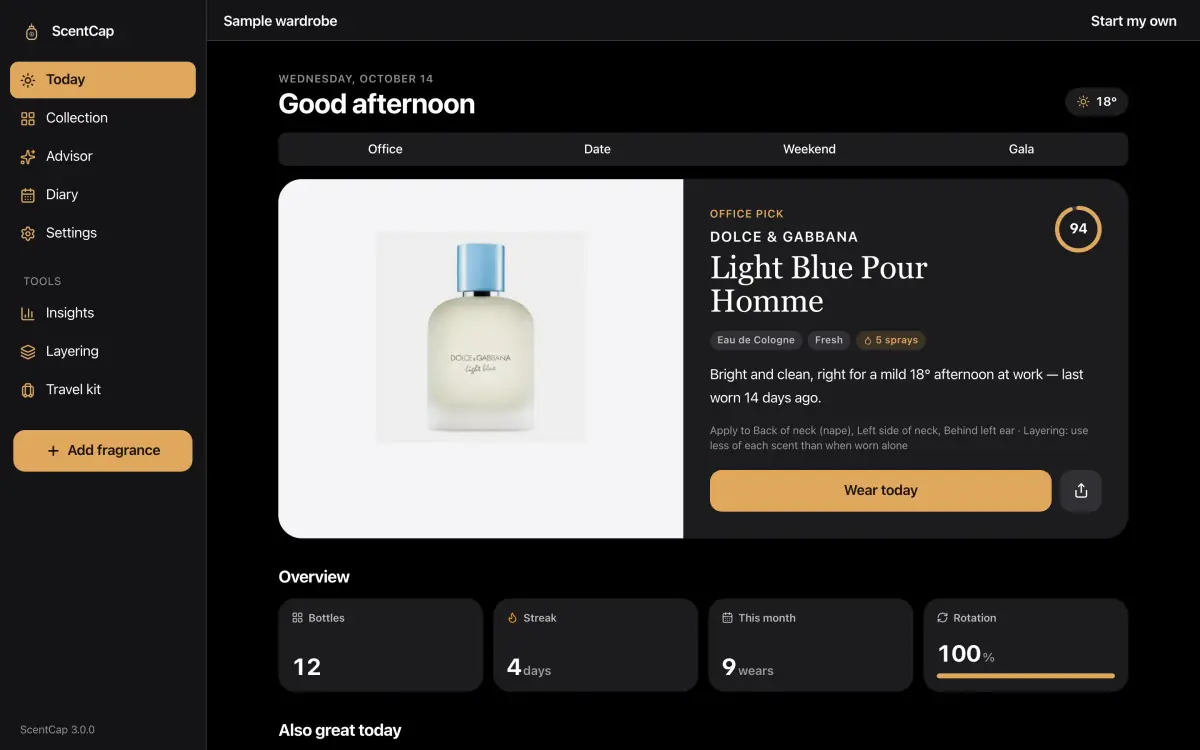 ScentCap
Today
Collection
Advisor
Diary
Settings
TOOLS
Insights
Layering
Travel kit
+ Add fragrance
ScentCap 3.0.0
Sample wardrobe
Start my own
WEDNESDAY, OCTOBER 14
Good afternoon
18°
Office
Date
Weekend
Gala
DOLCE & GABBANA
light blue
OFFICE PICK
94
DOLCE & GABBANA
Light Blue Pour
Homme
Eau de Cologne
Fresh
5 sprays
Bright and clean, right for a mild 18° afternoon at work — last
worn 14 days ago.
Apply to Back of neck (nape), Left side of neck, Behind left ear · Layering: use
less of each scent than when worn alone
Wear today
Overview
Bottles
12
Streak
4 days
This month
9 wears
Rotation
100 %
Also great today